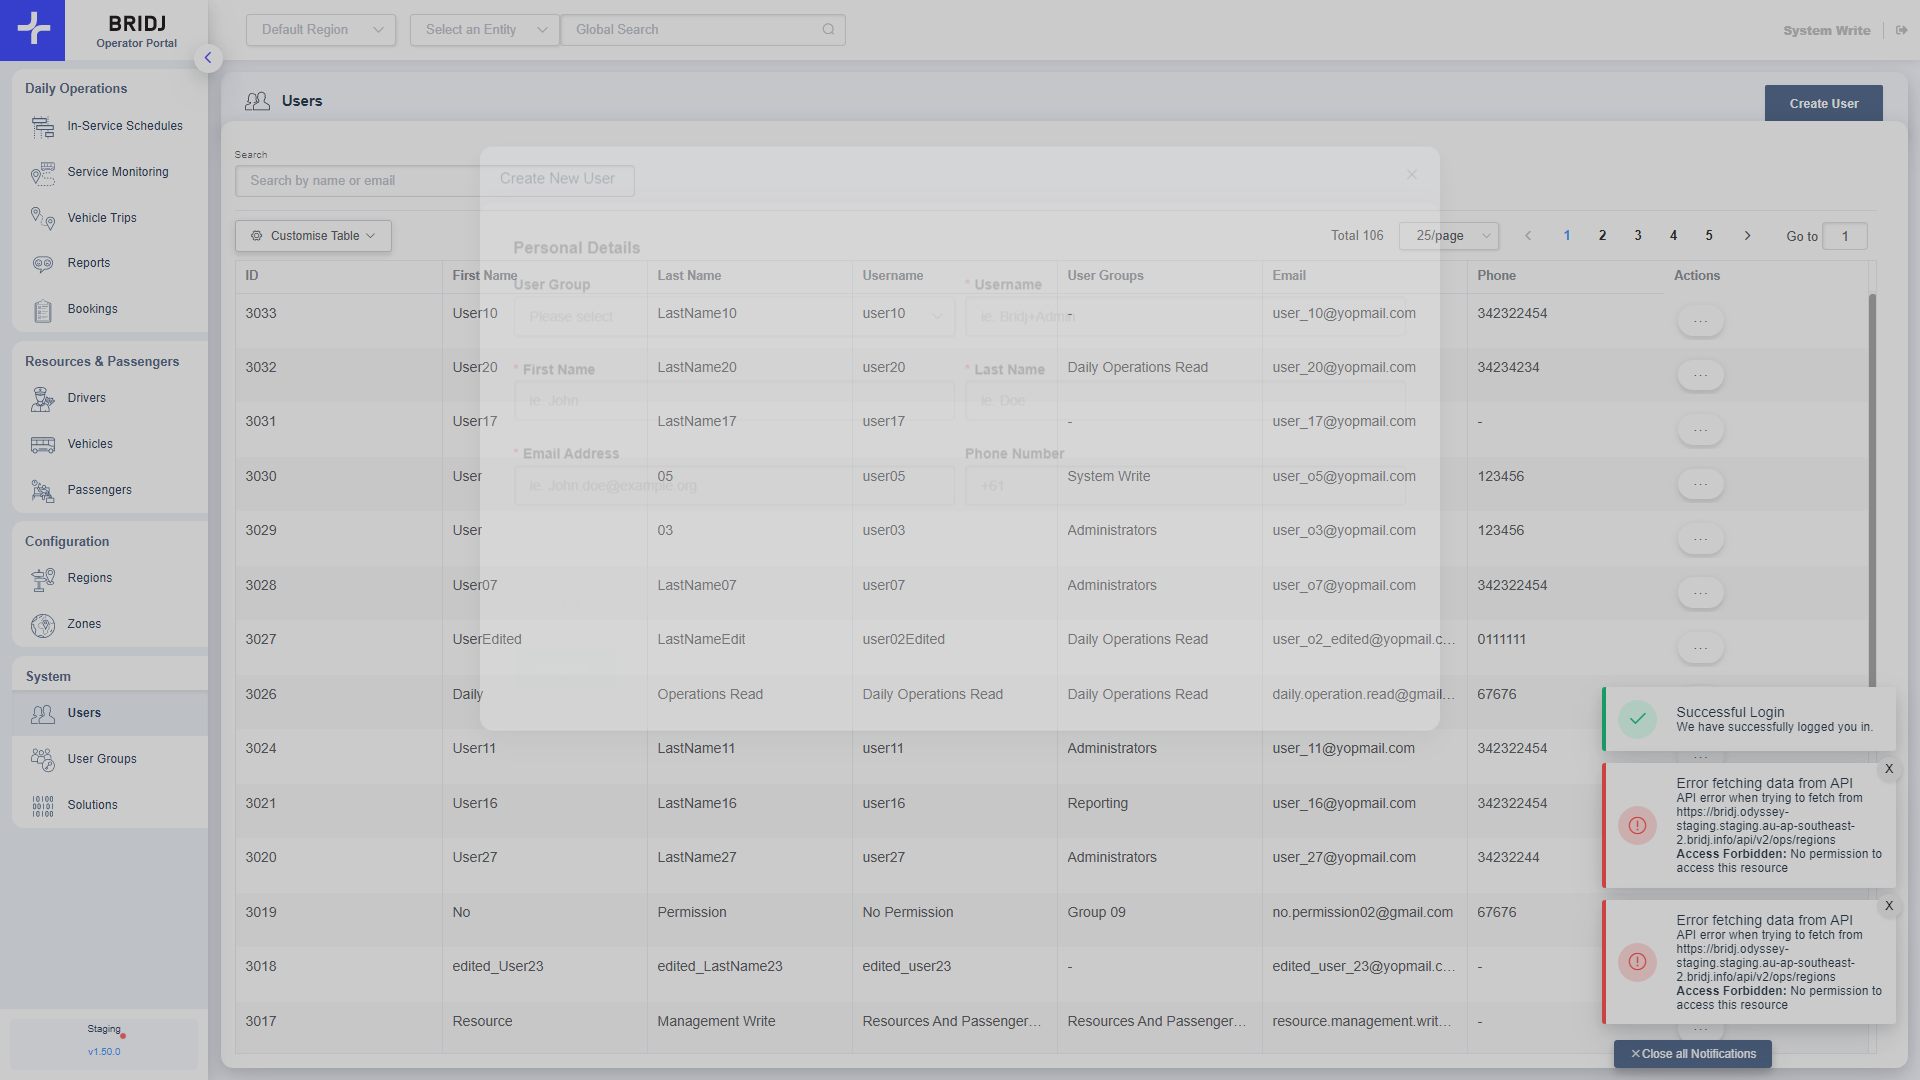 BRIDJ
Operator Portal
Default Region
Select an Entity
Global Search
System Write
Daily Operations
In-Service Schedules
Service Monitoring
Vehicle Trips
Reports
Bookings
Resources & Passengers
Drivers
Vehicles
Passengers
Configuration
Regions
Zones
System
Users
User Groups
Solutions
Staging
v1.50.0
Users
Create User
Search
Search by name or email
Customise Table
Total 106
25/page
1 2 3 4 5
Go to 1
Create New User
Personal Details
User Group
Please select
* Username
ie. Bridj+Admin
* First Name
ie. John
* Last Name
ie. Doe
* Email Address
ie. John.doe@example.org
Phone Number
+61
ID First Name Last Name Username User Groups Email Phone Actions
3033 User10 LastName10 user10 - user_10@yopmail.com 342322454 ...
3032 User20 LastName20 user20 Daily Operations Read user_20@yopmail.com 34234234 ...
3031 User17 LastName17 user17 - user_17@yopmail.com - ...
3030 User 05 user05 System Write user_o5@yopmail.com 123456 ...
3029 User 03 user03 Administrators user_o3@yopmail.com 123456 ...
3028 User07 LastName07 user07 Administrators user_o7@yopmail.com 342322454 ...
3027 UserEdited LastNameEdit user02Edited Daily Operations Read user_o2_edited@yopmail.c... 0111111 ...
3026 Daily Operations Read Daily Operations Read Daily Operations Read daily.operation.read@gmail... 67676
3024 User11 LastName11 user11 Administrators user_11@yopmail.com 342322454 ...
3021 User16 LastName16 user16 Reporting user_16@yopmail.com 342322454
3020 User27 LastName27 user27 Administrators user_27@yopmail.com 34232244
3019 No Permission No Permission Group 09 no.permission02@gmail.com 67676
3018 edited_User23 edited_LastName23 edited_user23 - edited_user_23@yopmail.c... -
3017 Resource Management Write Resources And Passenger... Resources And Passenger... resource.management.writ... - ...
Successful Login
We have successfully logged you in.
X
Error fetching data from API
API error when trying to fetch from
https://bridj.odyssey-
staging.staging.au-ap-southeast-
2.bridj.info/api/v2/ops/regions
Access Forbidden: No permission to
access this resource
X
Error fetching data from API
API error when trying to fetch from
https://bridj.odyssey-
staging.staging.au-ap-southeast-
2.bridj.info/api/v2/ops/regions
Access Forbidden: No permission to
access this resource
×Close all Notifications